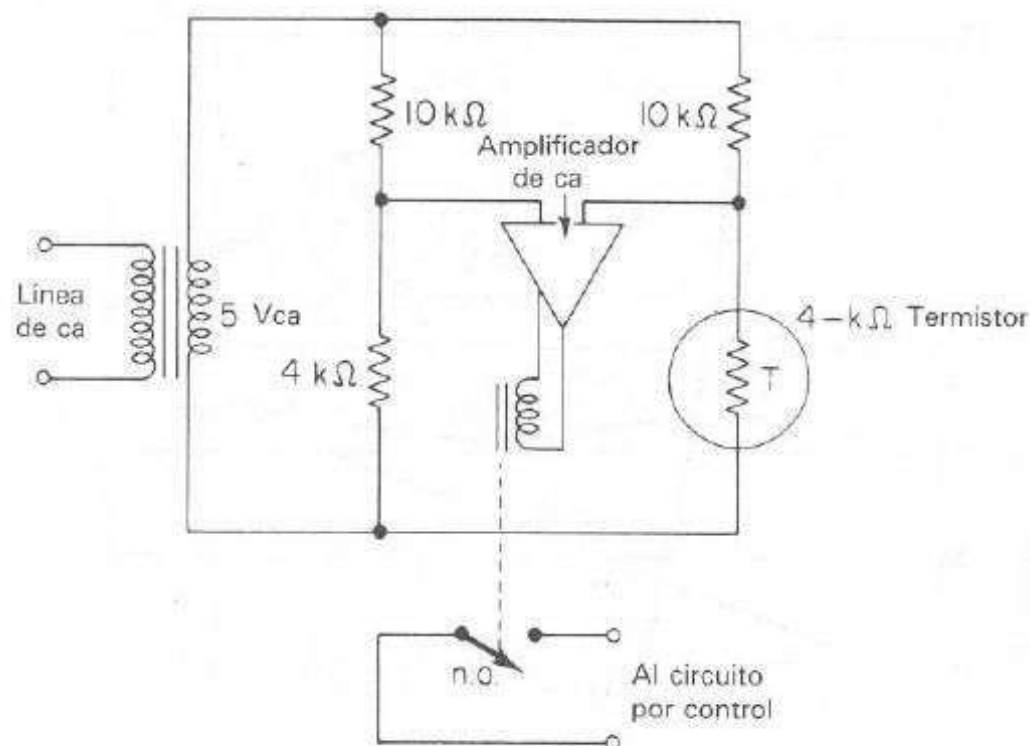 10 kΩ
10 kΩ
Amplificador
de ca
Línea
de ca
5 Vca
4 kΩ
4-kΩ Termistor
T
n.o.
Al circuito
por control